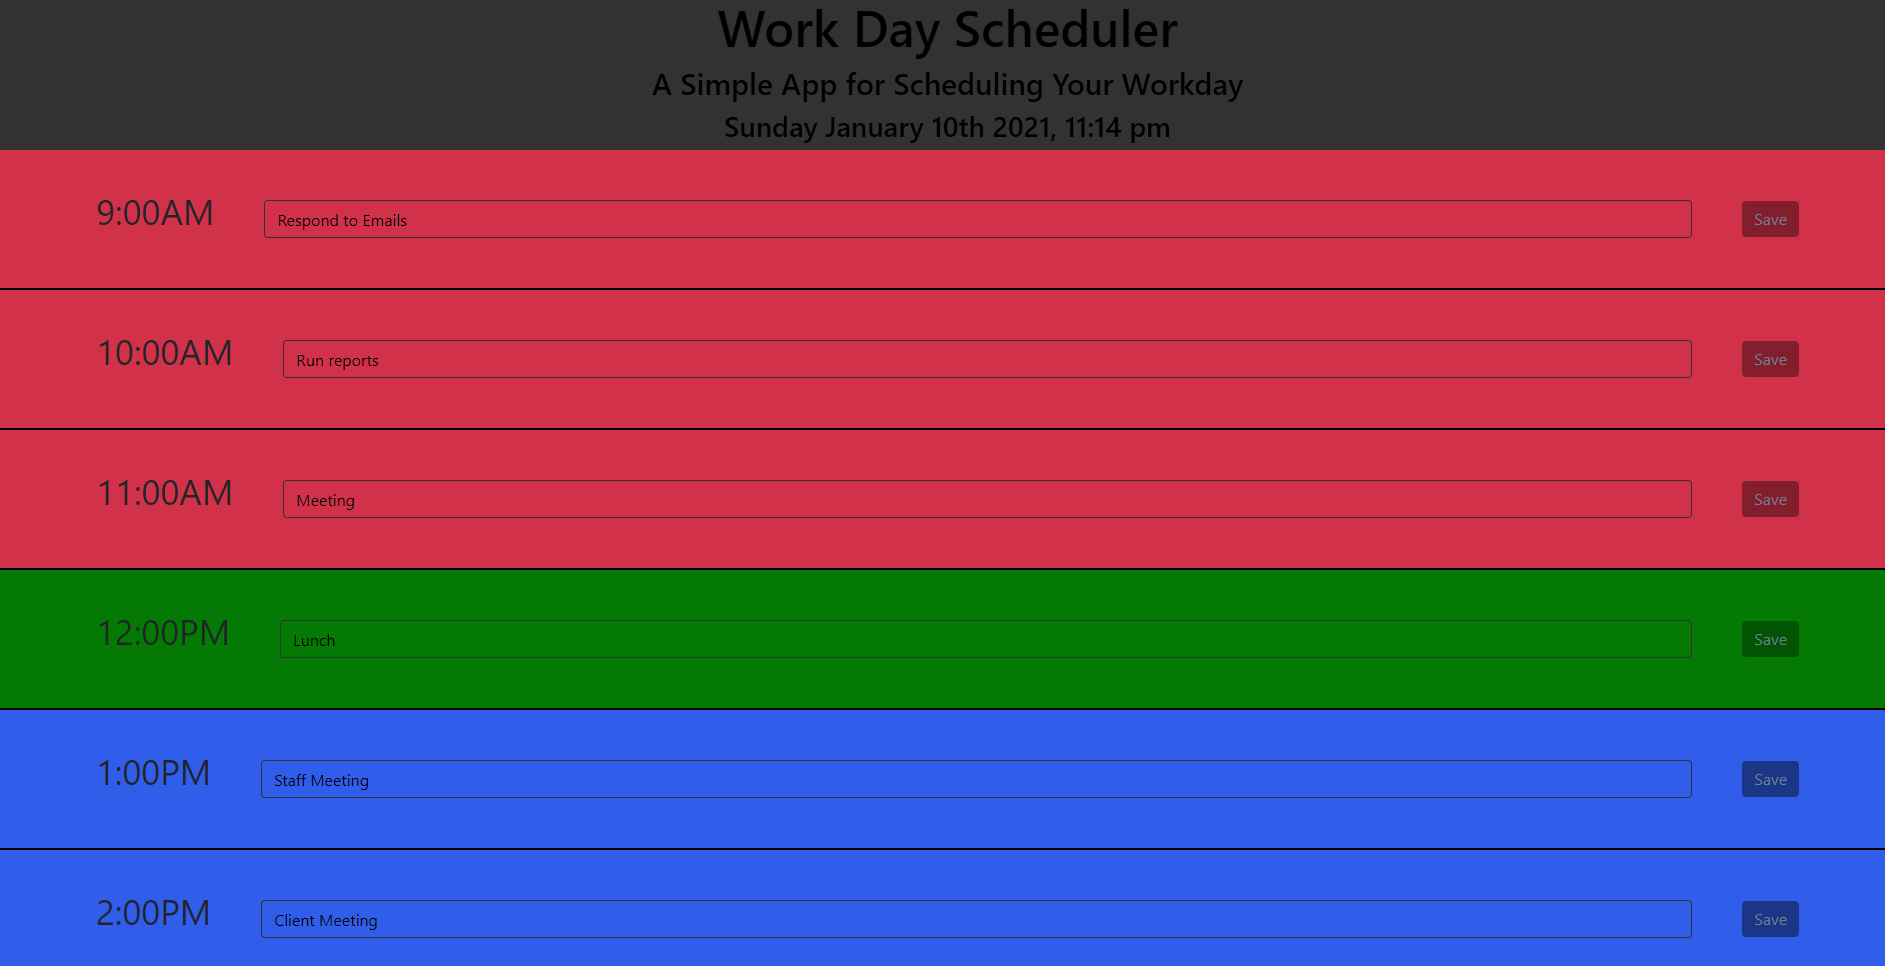 Work Day Scheduler
A Simple App for Scheduling Your Workday
Sunday January 10th 2021, 11:14 pm
9:00AM Respond to Emails Save
10:00AM Run reports Save
11:00AM Meeting Save
12:00PM Lunch Save
1:00PM Staff Meeting Save
2:00PM Client Meeting Save